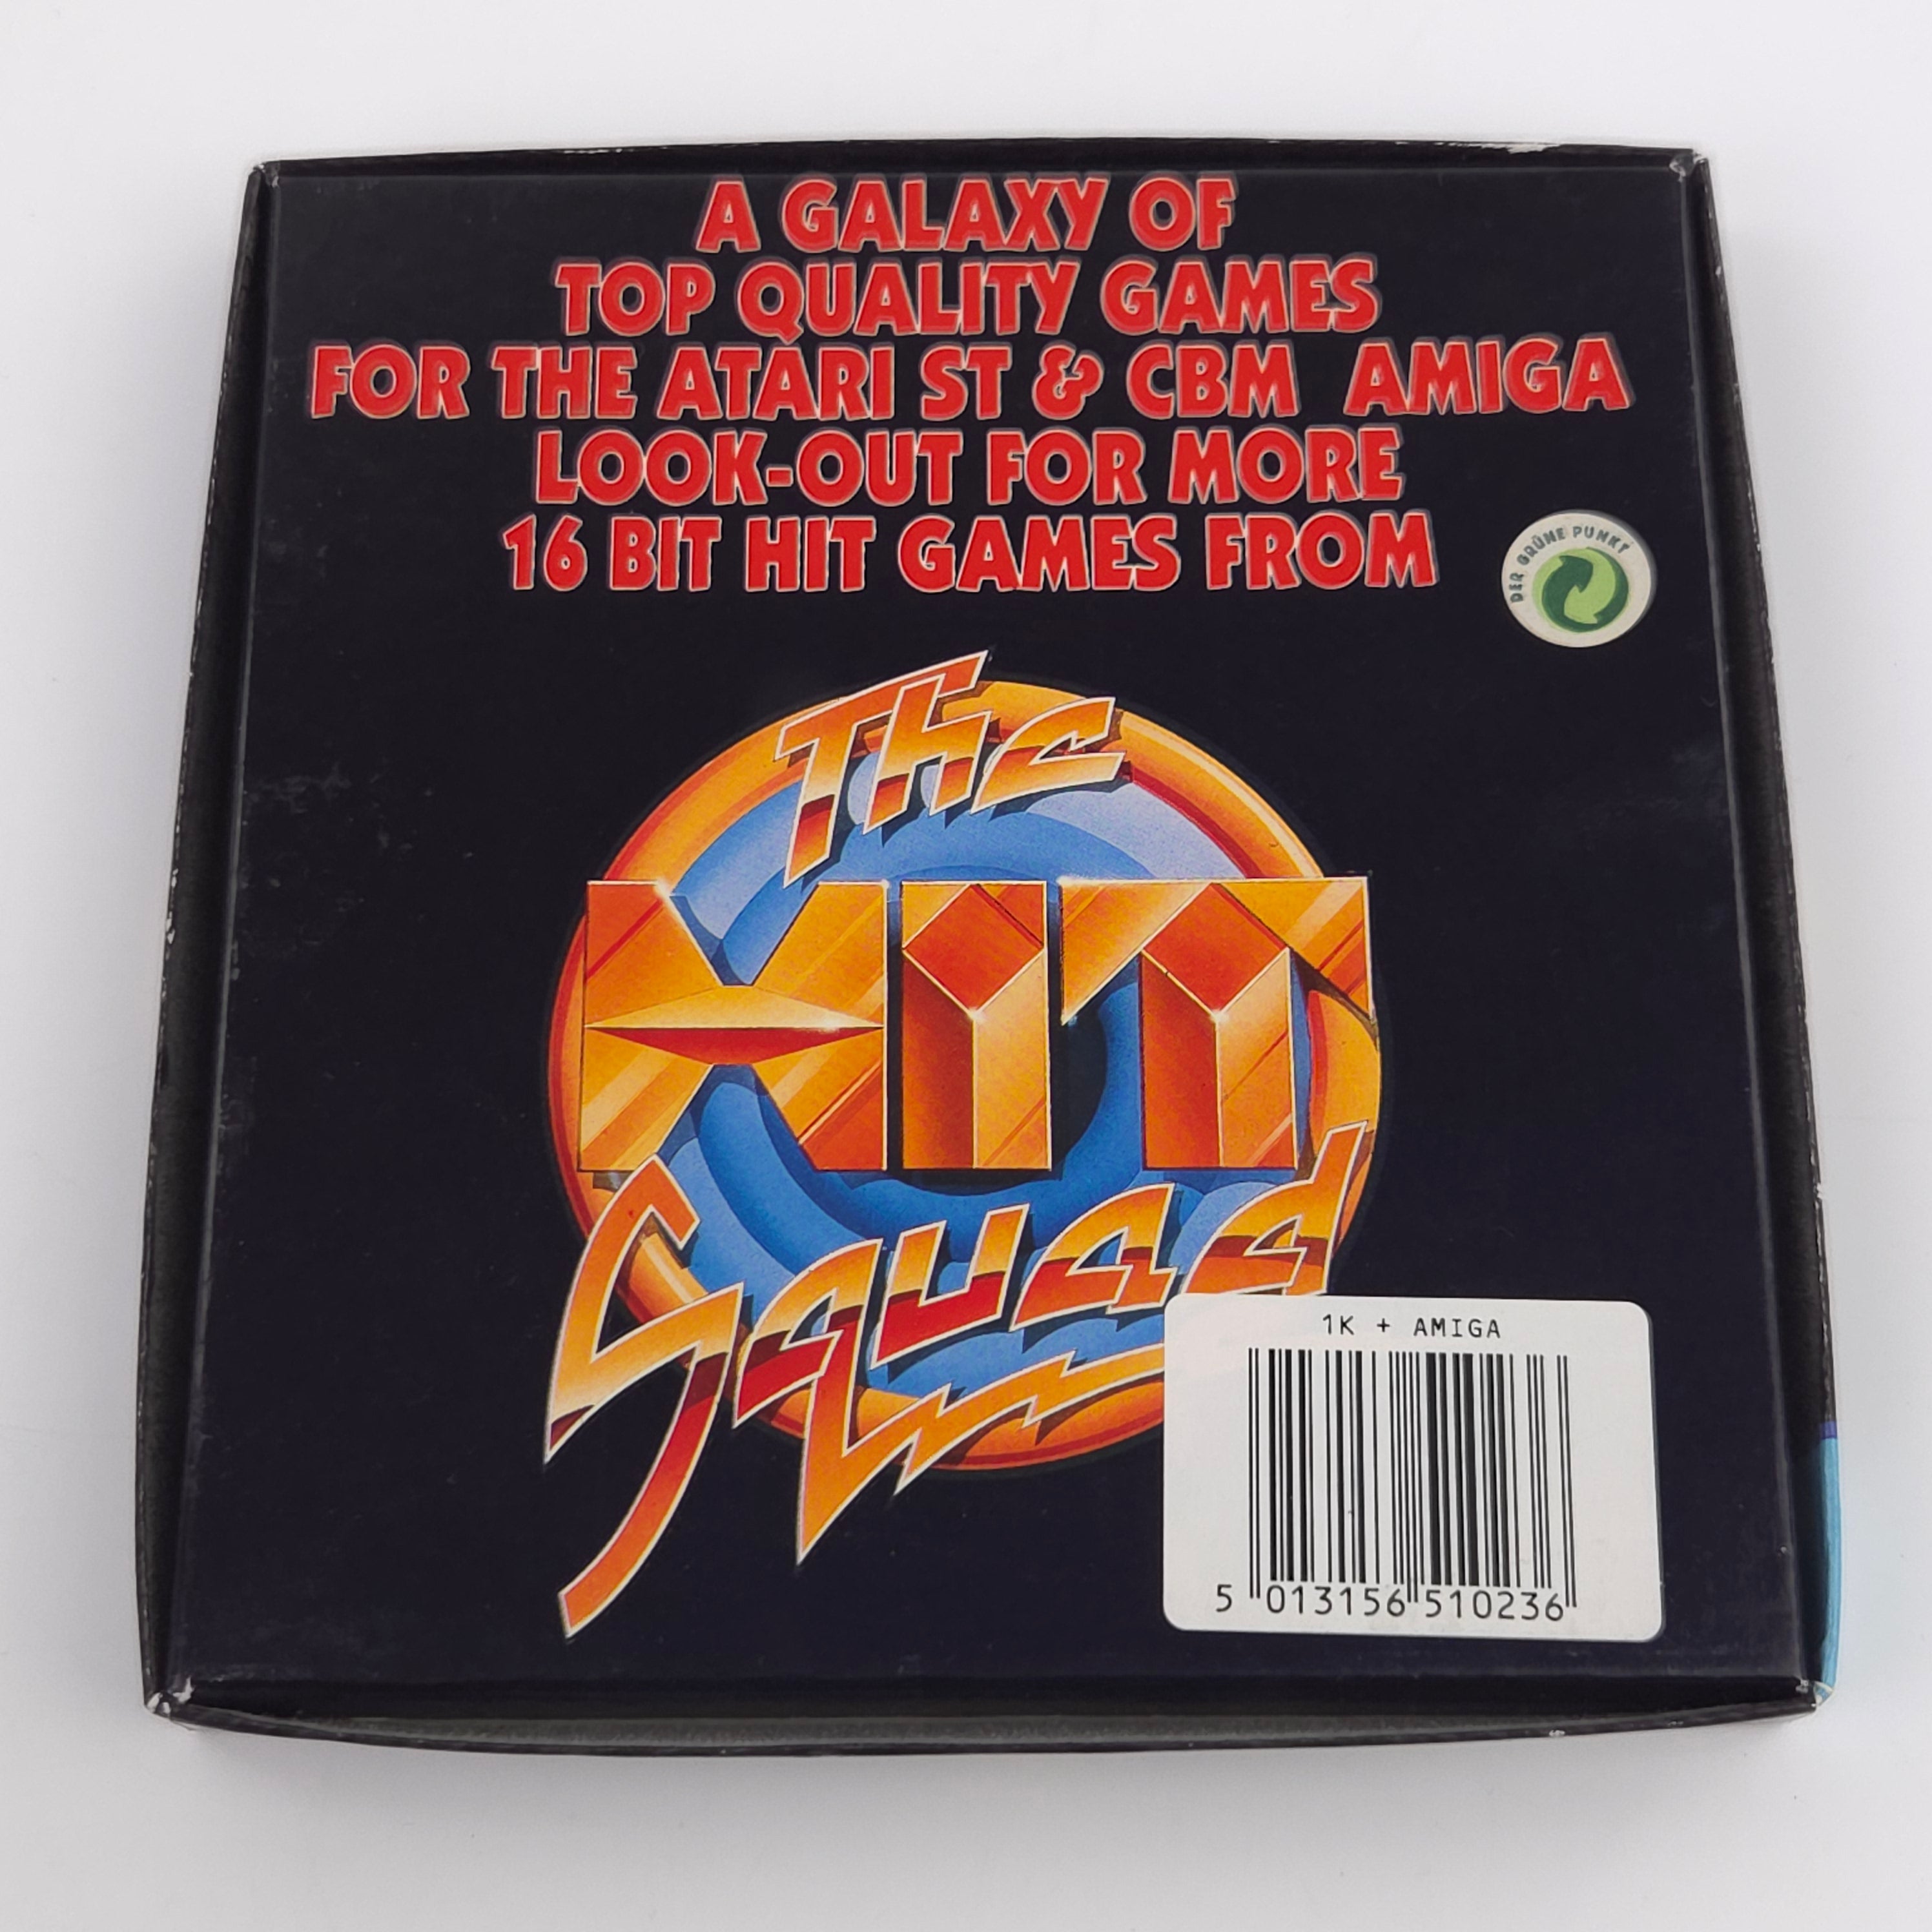 A GALAXY OF
TOP QUALITY GAMES
FOR THE ATARI ST & CBM AMIGA
LOOK-OUT FOR MORE
16 BIT HIT GAMES FROM
DER GRÜNE PUNKT
THE
HIT
SQUAD
1K + AMIGA
5 013156 510236